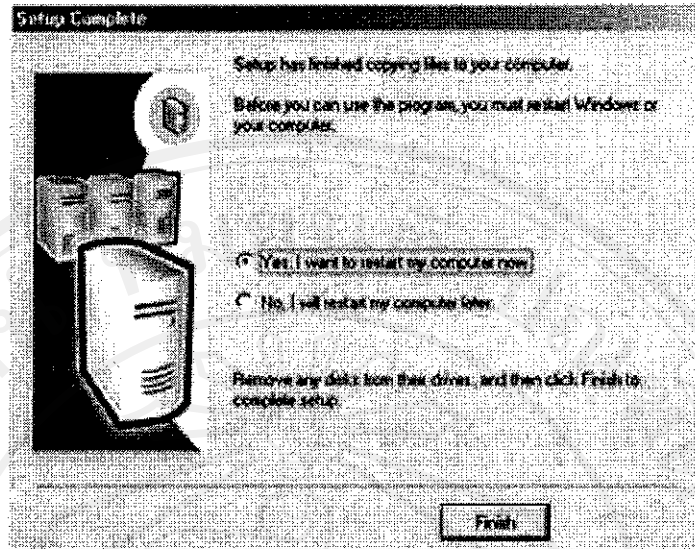 Setup Complete
Setup has finished copying files to your computer.
Before you can use the program, you must restart Windows or
your computer.
Yes, I want to restart my computer now.
No, I will restart my computer later.
Remove any disks from their drives, and then click Finish to
complete setup.
Finish